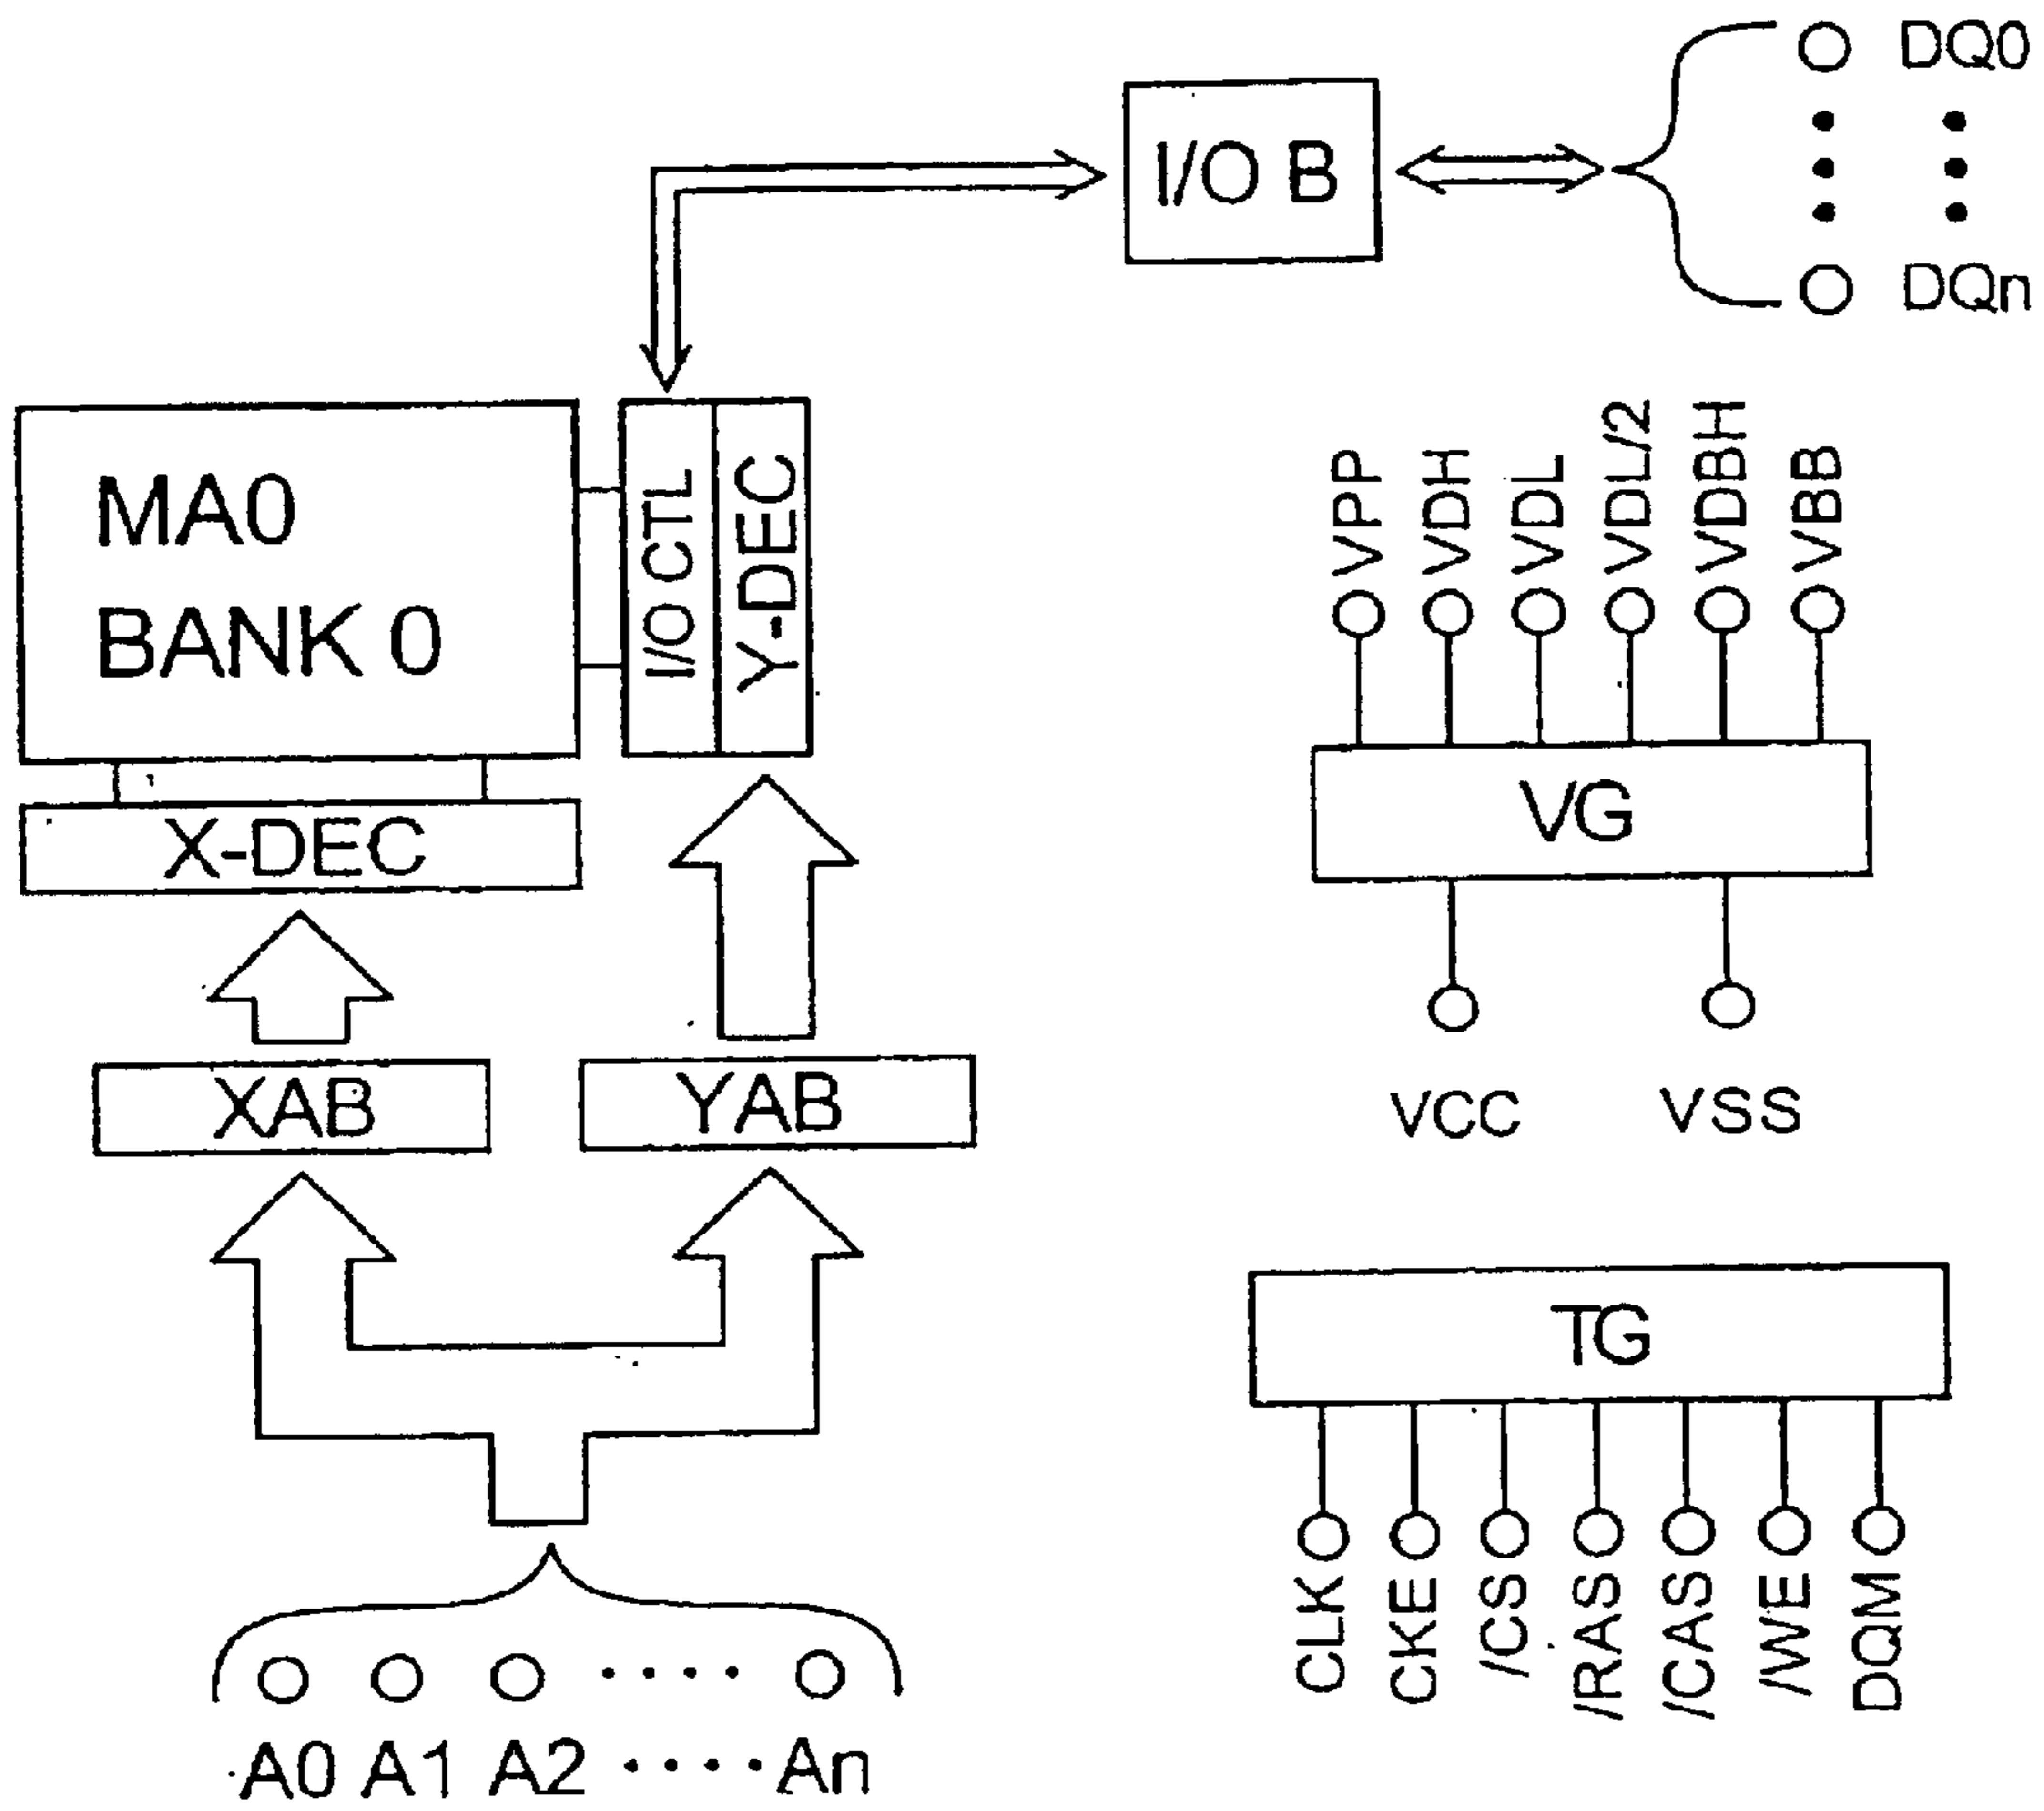 DQ0
I/O B
DQn
MA0
BANK 0
I/O CTL
Y-DEC
VPP
VDH
VDL
VDL/2
VDBH
VBB
X-DEC
VG
XAB
YAB
VCC
VSS
TG
CLK
CKE
/CS
/RAS
/CAS
/WE
DQM
A0 A1 A2 ···· An